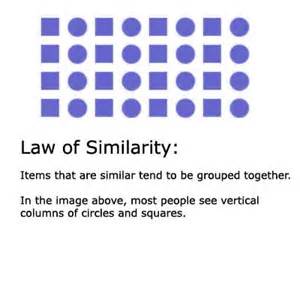 Law of Similarity:
Items that are similar tend to be grouped together.
In the image above, most people see vertical
columns of circles and squares.